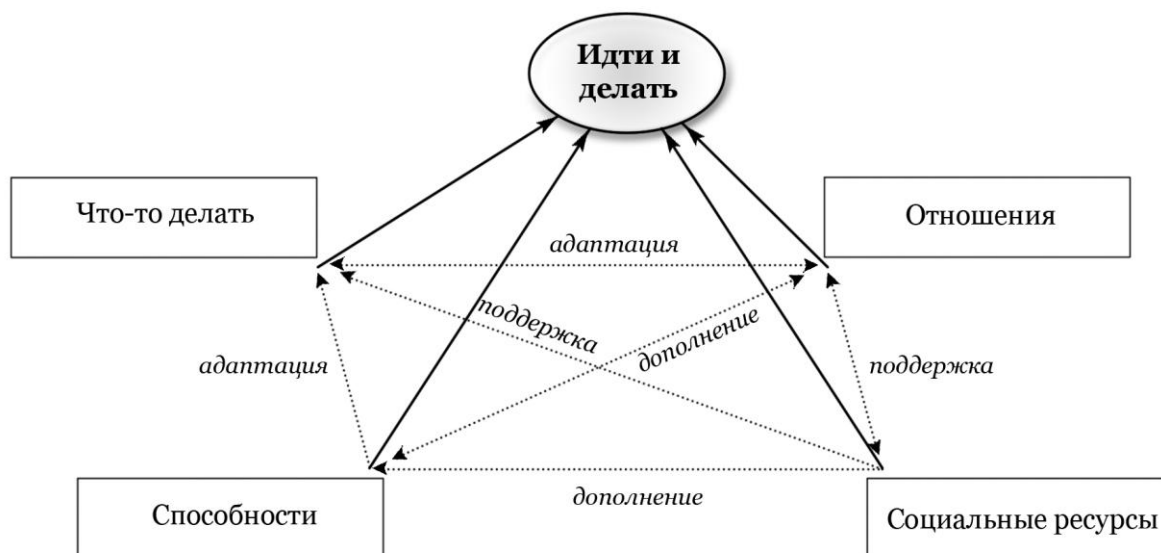 Идти и
делать
Что-то делать
Отношения
адаптация
поддержка
дополнение
адаптация
поддержка
Способности
дополнение
Социальные ресурсы